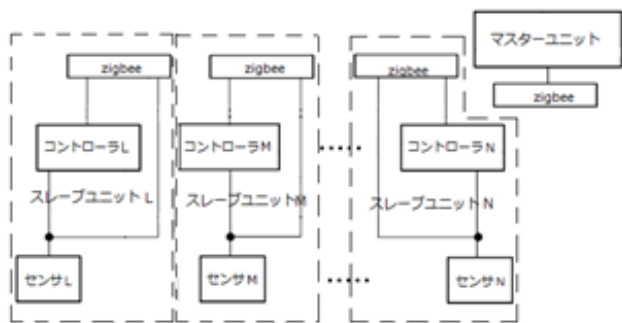 マスターユニット
zigbee
zigbee
zigbee
zigbee
コントローラL
コントローラM
コントローラN
スレーブユニットL
スレーブユニットM
スレーブユニットN
センサL
センサM
センサN